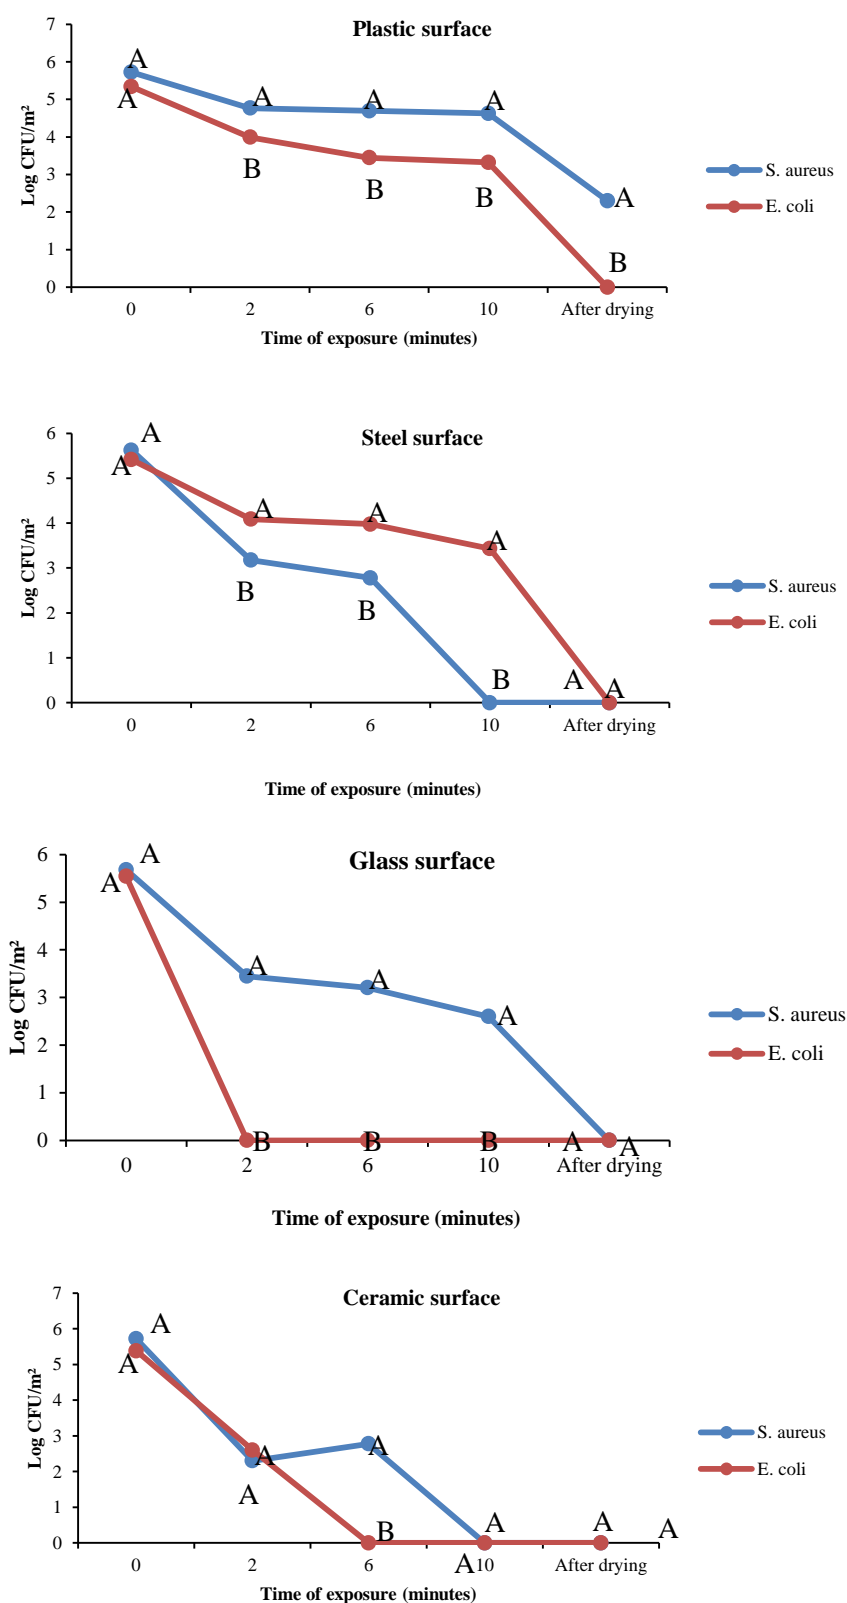 Plastic surface
7
6
5
4
3
2
1
0
Log CFU/m²
A
A
A
A
A
A
B
B
B
B
S. aureus
E. coli
0 2 6 10 After drying
Time of exposure (minutes)
Steel surface
6
5
4
3
2
1
0
Log CFU/m²
A
A
A
A
A
B
B
B
A
A
S. aureus
E. coli
0 2 6 10 After drying
Time of exposure (minutes)
Glass surface
6
5
4
3
2
1
0
Log CFU/m²
A
A
A
A
A
B
B
B
A
A
S. aureus
E. coli
0 2 6 10 After drying
Time of exposure (minutes)
Ceramic surface
7
6
5
4
3
2
1
0
Log CFU/m²
A
A
A
A
A
B
A
A
A
A
S. aureus
E. coli
0 2 6 10 After drying
Time of exposure (minutes)